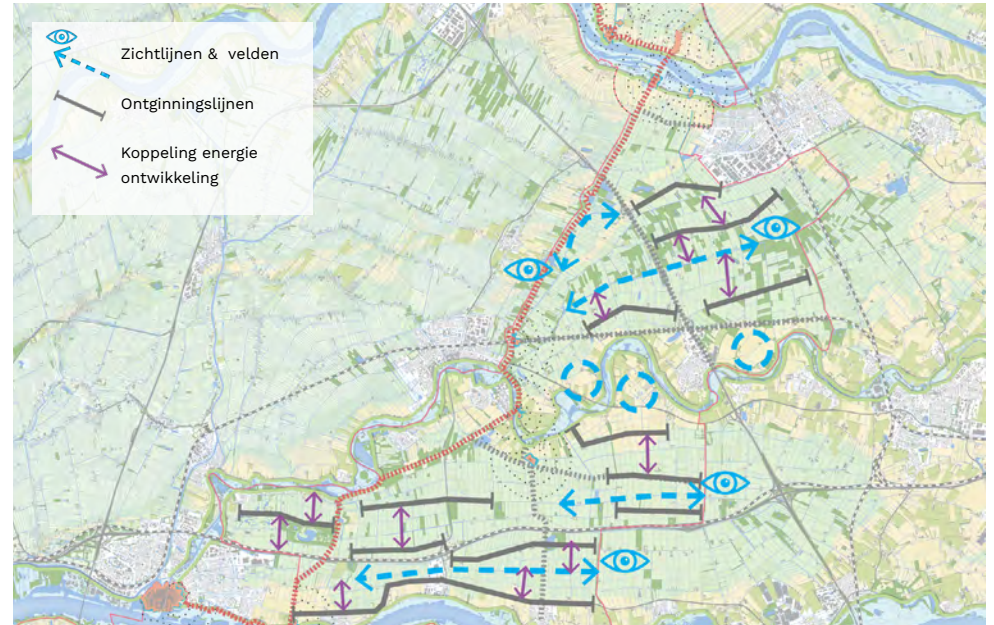 Zichtlijnen & velden
Ontginningslijnen
Koppeling energie
ontwikkeling